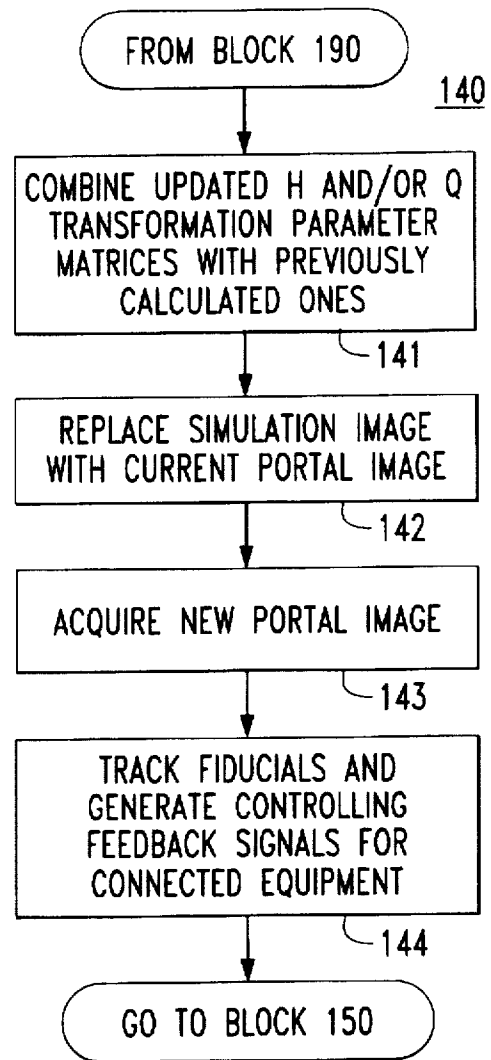 FROM BLOCK 190
140
COMBINE UPDATED H AND/OR Q
TRANSFORMATION PARAMETER
MATRICES WITH PREVIOUSLY
CALCULATED ONES
141
REPLACE SIMULATION IMAGE
WITH CURRENT PORTAL IMAGE
142
ACQUIRE NEW PORTAL IMAGE
143
TRACK FIDUCIALS AND
GENERATE CONTROLLING
FEEDBACK SIGNALS FOR
CONNECTED EQUIPMENT
144
GO TO BLOCK 150